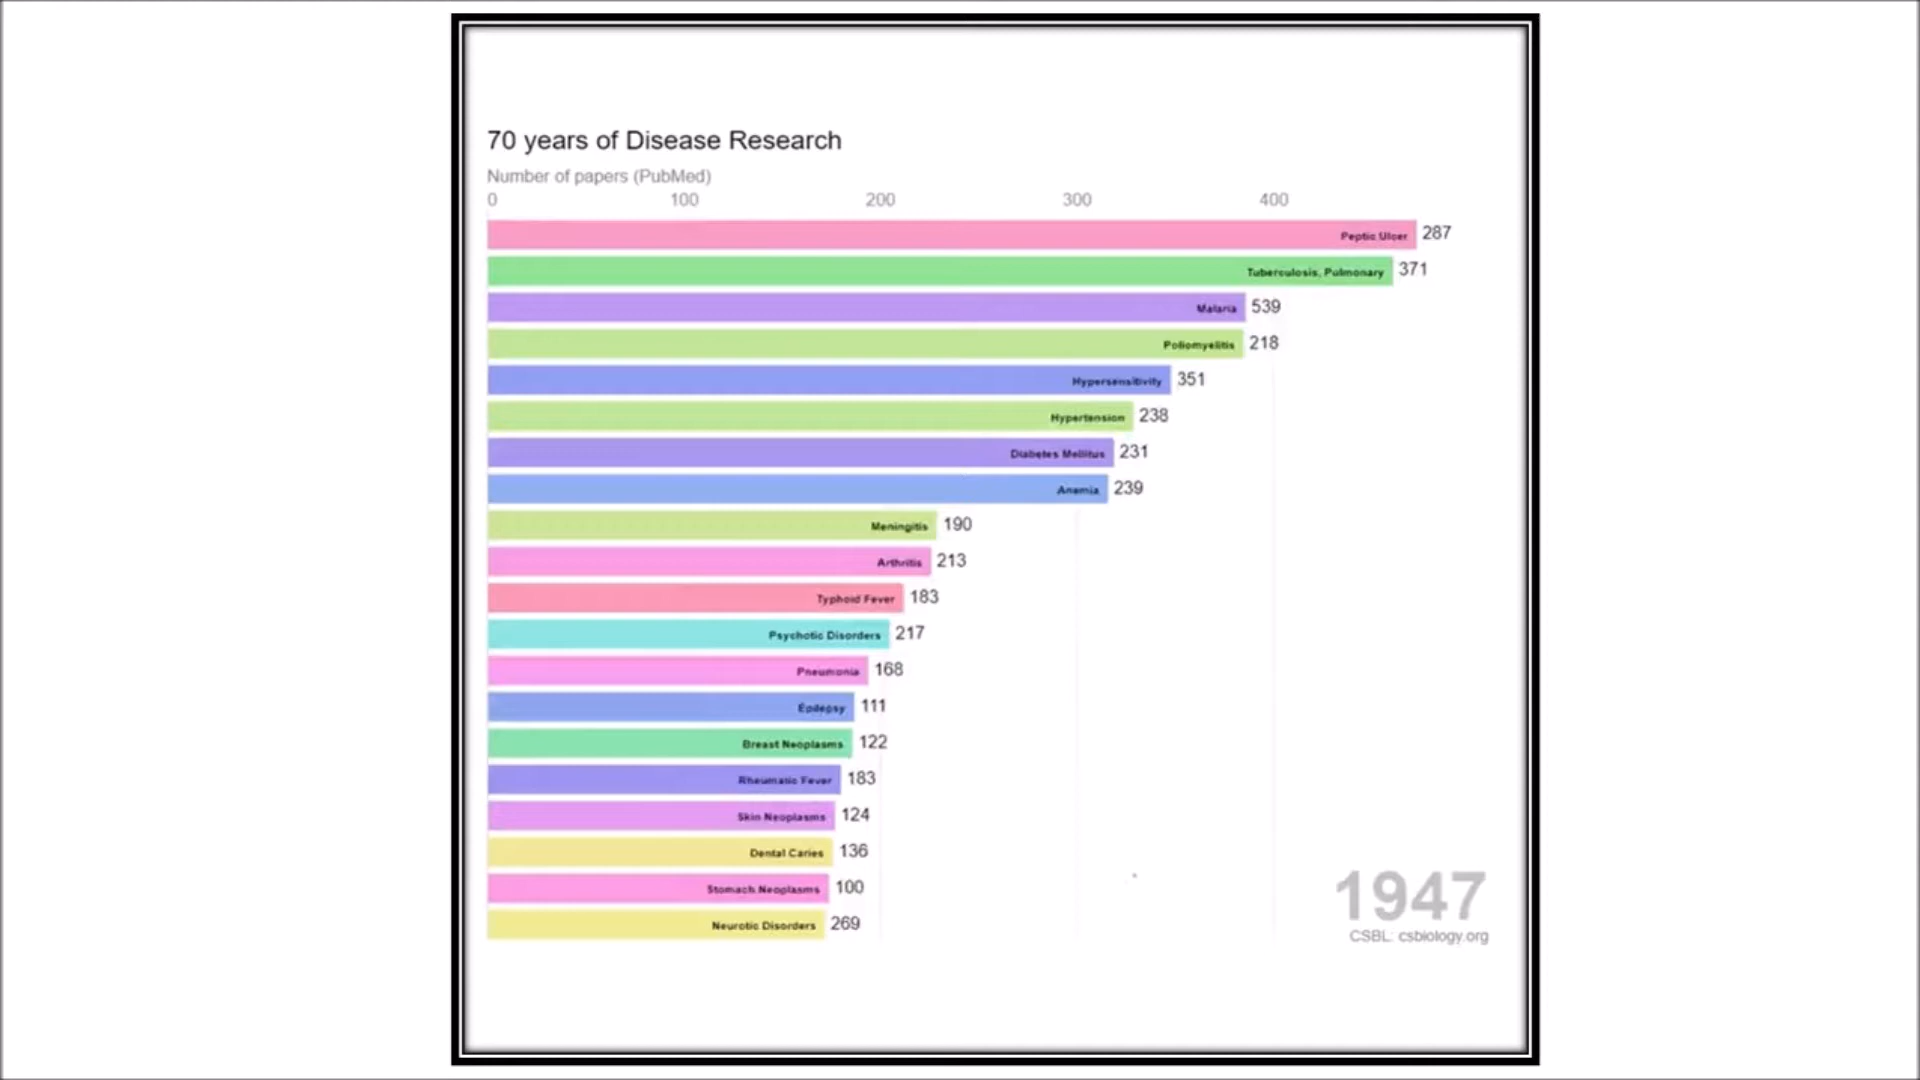 70 years of Disease Research
Number of papers (PubMed)
0 100 200 300 400
Peptic Ulcer 287
Tuberculosis, Pulmonary 371
Malaria 539
Poliomyelitis 218
Hypersensitivity 351
Hypertension 238
Diabetes Mellitus 231
Anemia 239
Meningitis 190
Arthritis 213
Typhoid Fever 183
Psychotic Disorders 217
Pneumonia 168
Epilepsy 111
Breast Neoplasms 122
Rheumatic Fever 183
Skin Neoplasms 124
Dental Caries 136
Stomach Neoplasms 100
Neurotic Disorders 269
1947
CSBL: csbiology.org